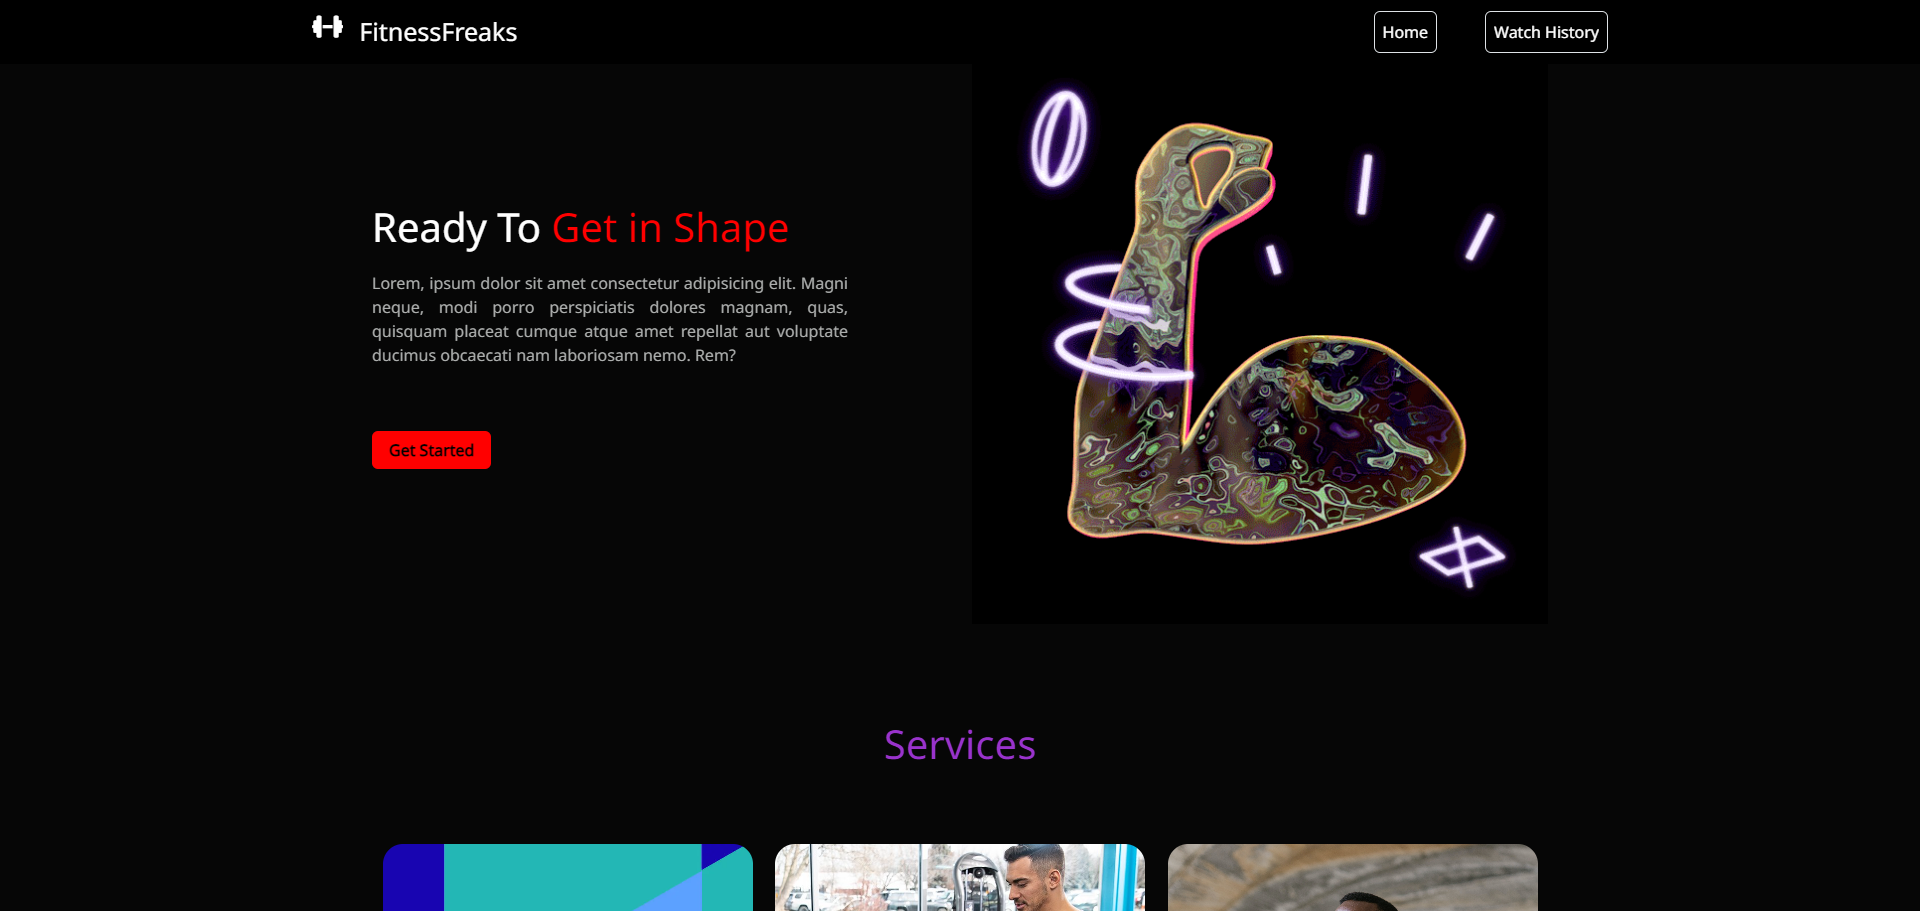 FitnessFreaks
Home
Watch History
Ready To Get in Shape
Lorem, ipsum dolor sit amet consectetur adipisicing elit. Magni
neque, modi porro perspiciatis dolores magnam, quas,
quisquam placeat cumque atque amet repellat aut voluptate
ducimus obcaecati nam laboriosam nemo. Rem?
Get Started
Services